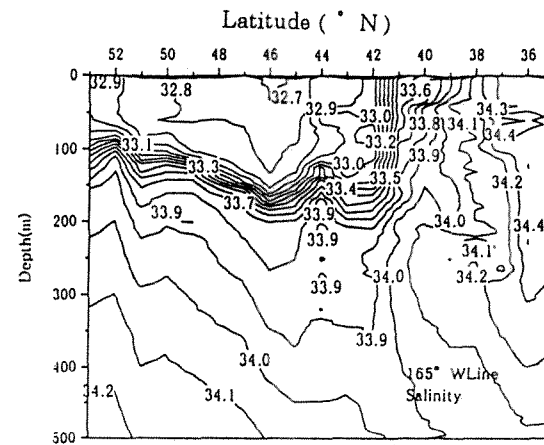 Latitude ( ° N)
52 50 48 46 44 42 40 38 36
0
32.9 32.8 32.7 33.6
32.9 33.0 33.8 34.1 34.3
33.1 33.2 34.4
100
33.3 33.0 33.9
33.7 33.4 33.5 34.2
33.9 33.9 34.0 34.4
200
33.9 34.1
34.0 34.2
Depth(m)
300
33.9
33.9
34.0
400
165° WLine
34.2 34.1 Salinity
500